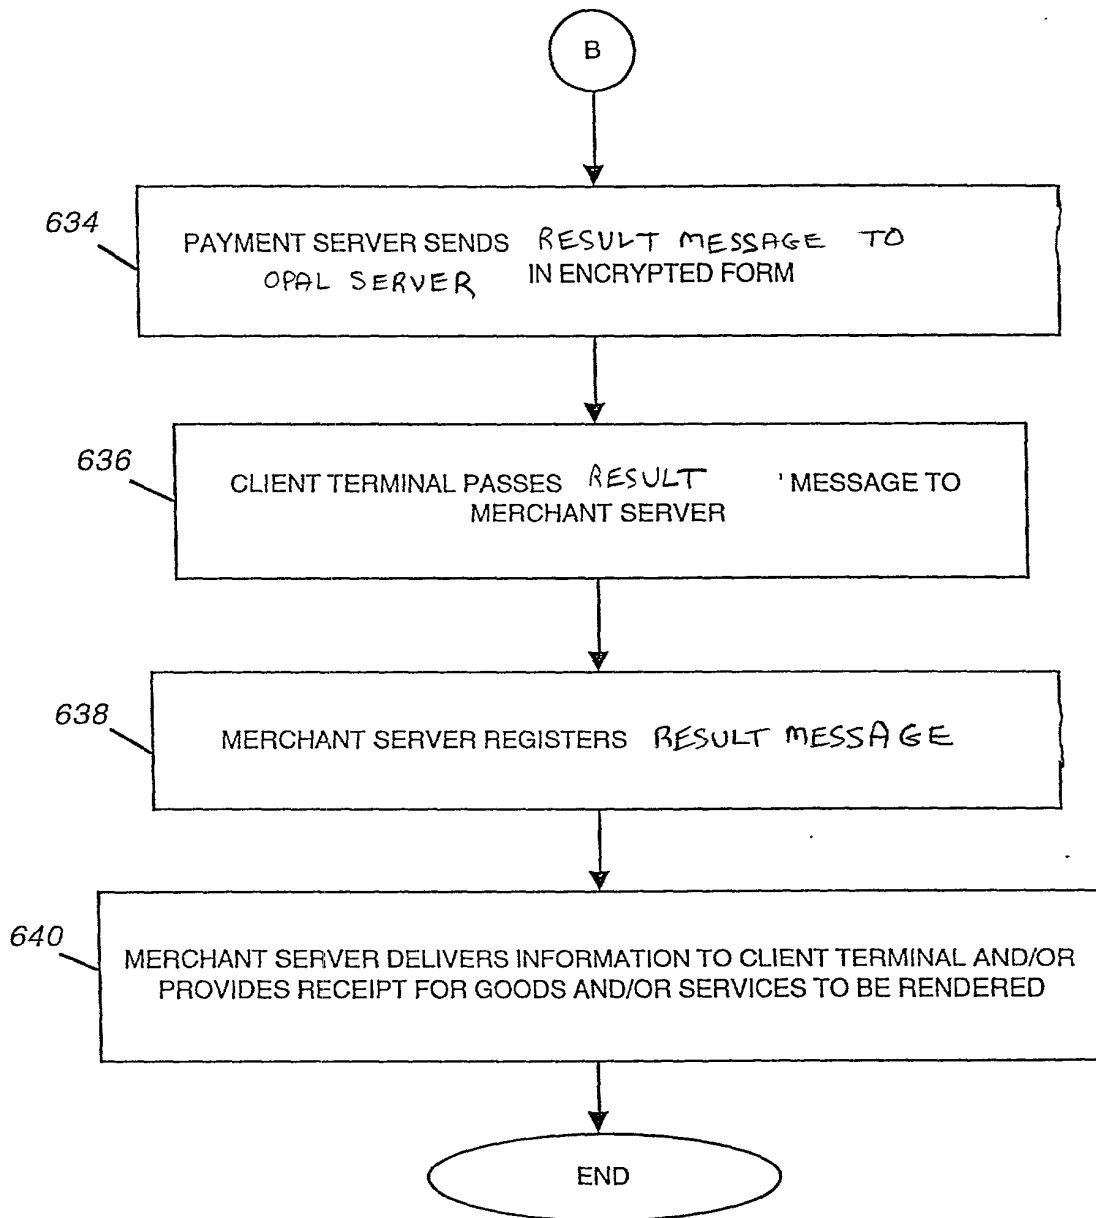 B
634
PAYMENT SERVER SENDS RESULT MESSAGE TO
OPAL SERVER IN ENCRYPTED FORM
636
CLIENT TERMINAL PASSES RESULT ' MESSAGE TO
MERCHANT SERVER
638
MERCHANT SERVER REGISTERS RESULT MESSAGE
640
MERCHANT SERVER DELIVERS INFORMATION TO CLIENT TERMINAL AND/OR
PROVIDES RECEIPT FOR GOODS AND/OR SERVICES TO BE RENDERED
END